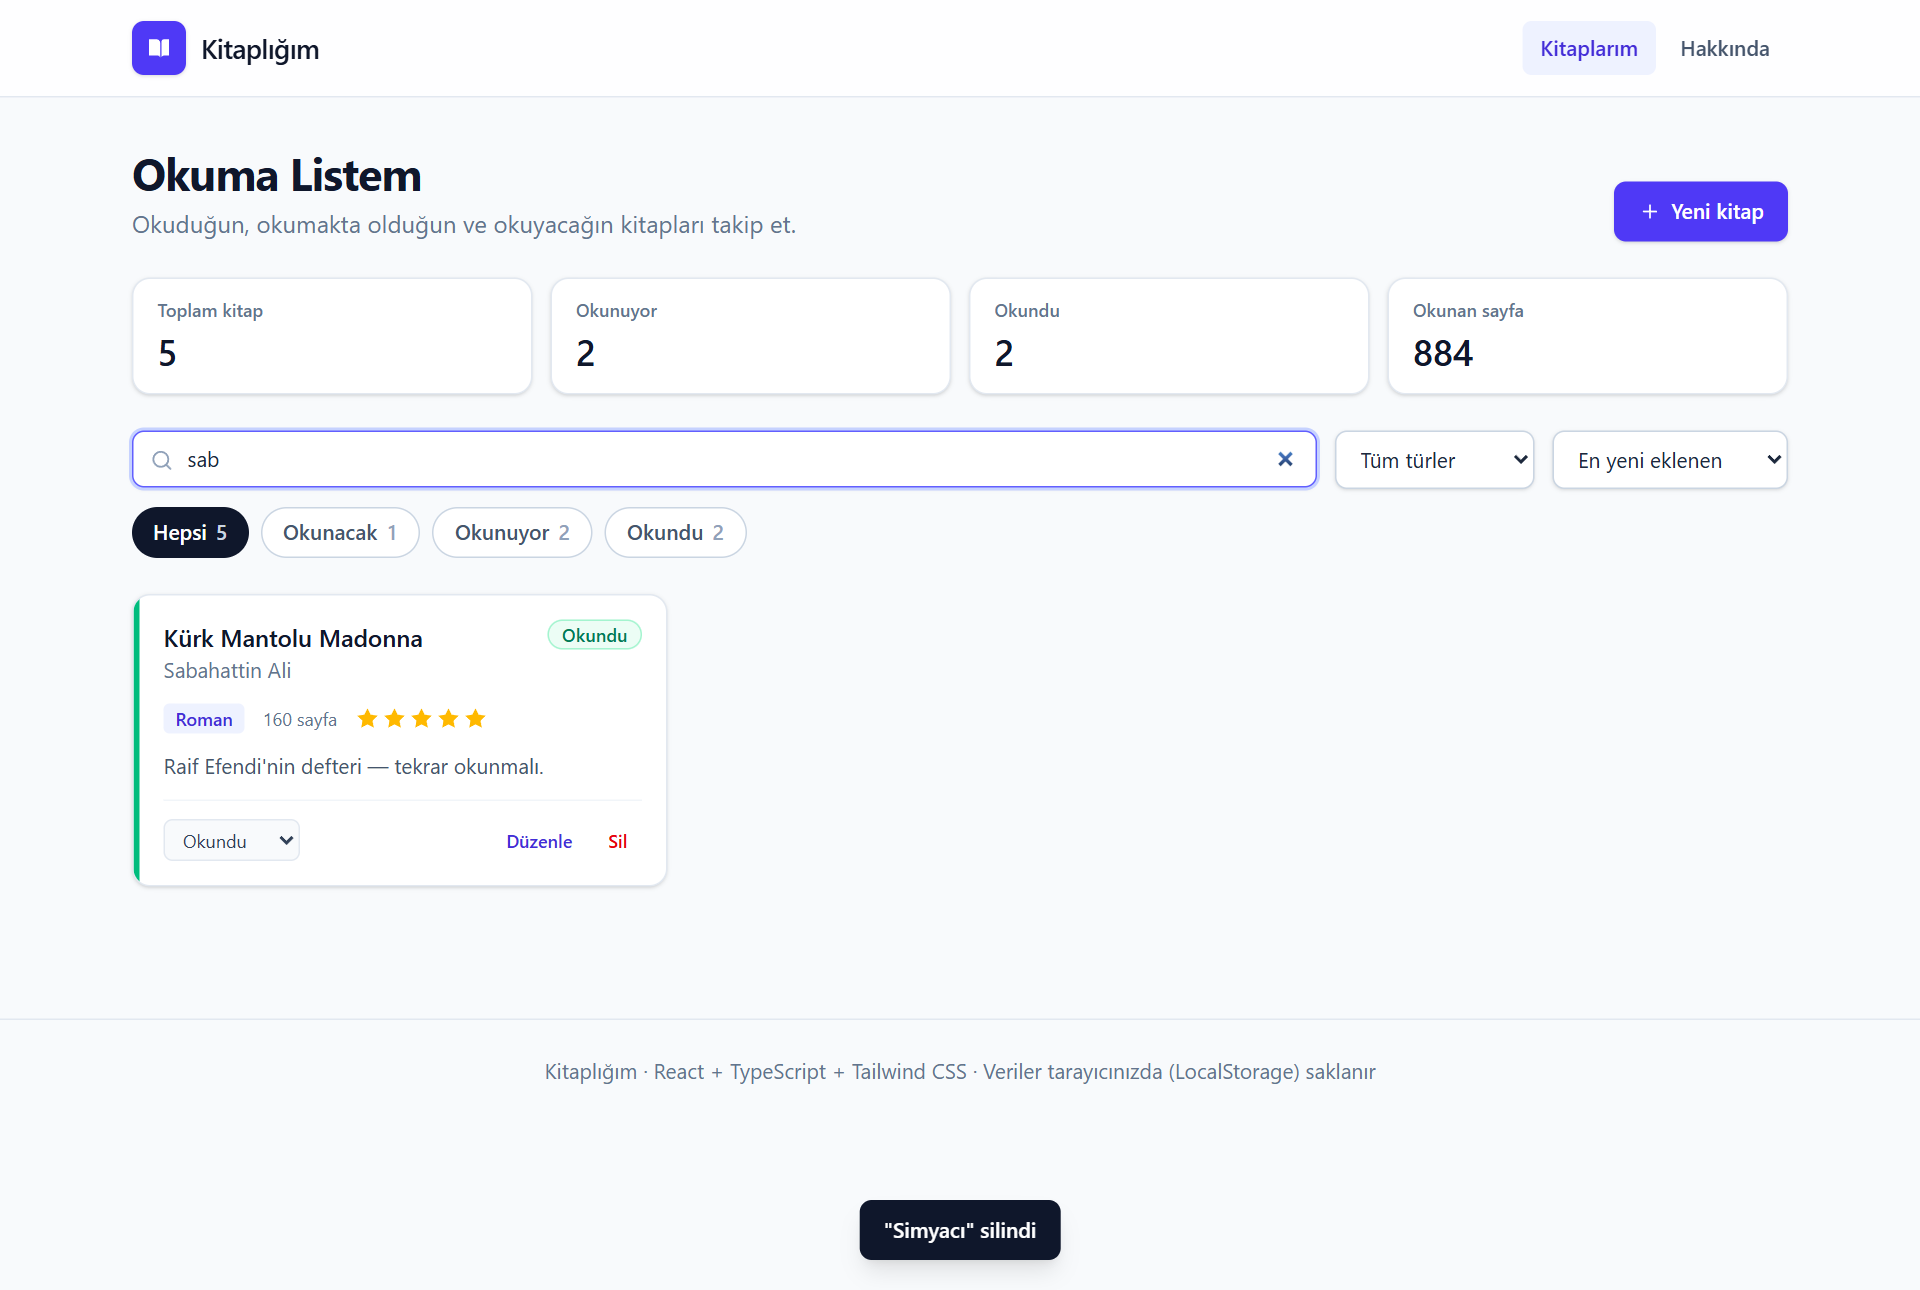 Kitaplığım
Kitaplarım
Hakkında
Okuma Listem
Okuduğun, okumakta olduğun ve okuyacağın kitapları takip et.
+ Yeni kitap
Toplam kitap
5
Okunuyor
2
Okundu
2
Okunan sayfa
884
sab
Tüm türler
En yeni eklenen
Hepsi 5
Okunacak 1
Okunuyor 2
Okundu 2
Kürk Mantolu Madonna
Okundu
Sabahattin Ali
Roman
160 sayfa
Raif Efendi'nin defteri — tekrar okunmalı.
Okundu
Düzenle
Sil
Kitaplığım · React + TypeScript + Tailwind CSS · Veriler tarayıcınızda (LocalStorage) saklanır
"Simyacı" silindi